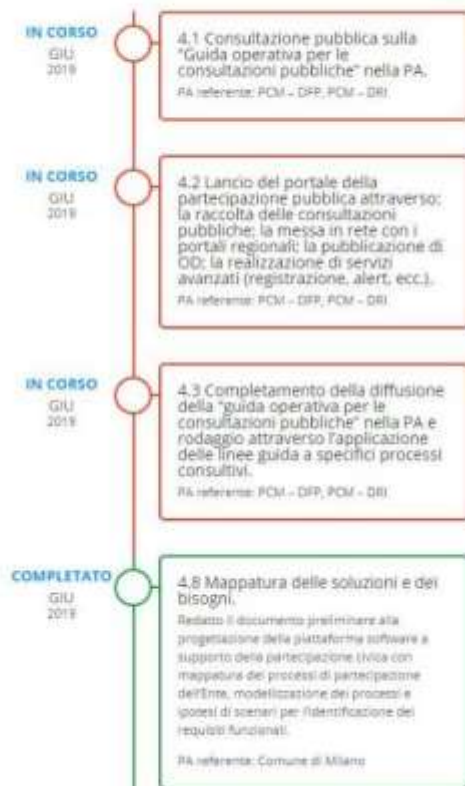 IN CORSO
GIU
2019
4.1 Consultazione pubblica sulla
"Guida operativa per le
consultazioni pubbliche" nella PA.
PA referente: PCM – DFP, PCM – DRI
IN CORSO
GIU
2019
4.2 Lancio del portale della
partecipazione pubblica attraverso:
la raccolta delle consultazioni
pubbliche; la messa in rete con i
portali regionali; la pubblicazione di
OD; la realizzazione di servizi
avanzati (registrazione, alert, ecc.).
PA referente: PCM – DFP, PCM – DRI
IN CORSO
GIU
2019
4.3 Completamento della diffusione
della "guida operativa per le
consultazioni pubbliche" nella PA e
rodaggio attraverso l'applicazione
delle linee guida a specifici processi
consultivi.
PA referente: PCM – DFP, PCM – DRI
COMPLETATO
GIU
2019
4.8 Mappatura delle soluzioni e dei
bisogni.
Redatto il documento preliminare alla
progettazione della piattaforma software a
supporto della partecipazione civica con
mappatura dei processi di partecipazione
dell'Ente, modellizzazione dei processi e
ipotesi di scenari per l'identificazione dei
requisiti funzionali.
PA referente: Comune di Milano